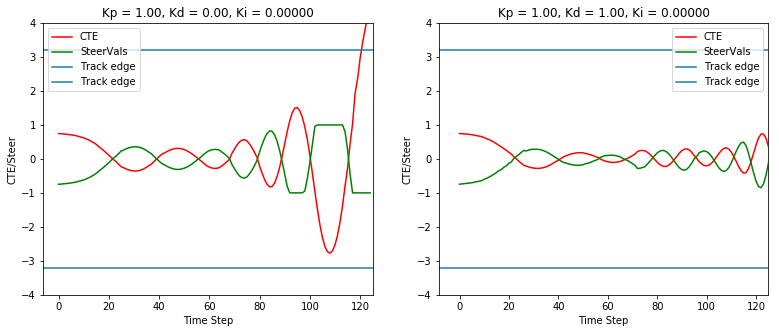 Kp = 1.00, Kd = 0.00, Ki = 0.00000
4
3
2
1
0
−1
−2
−3
−4
CTE/Steer
CTE
SteerVals
Track edge
Track edge
0
20
40
60
80
100
120
Time Step
Kp = 1.00, Kd = 1.00, Ki = 0.00000
4
3
2
1
0
−1
−2
−3
−4
CTE/Steer
CTE
SteerVals
Track edge
Track edge
0
20
40
60
80
100
120
Time Step